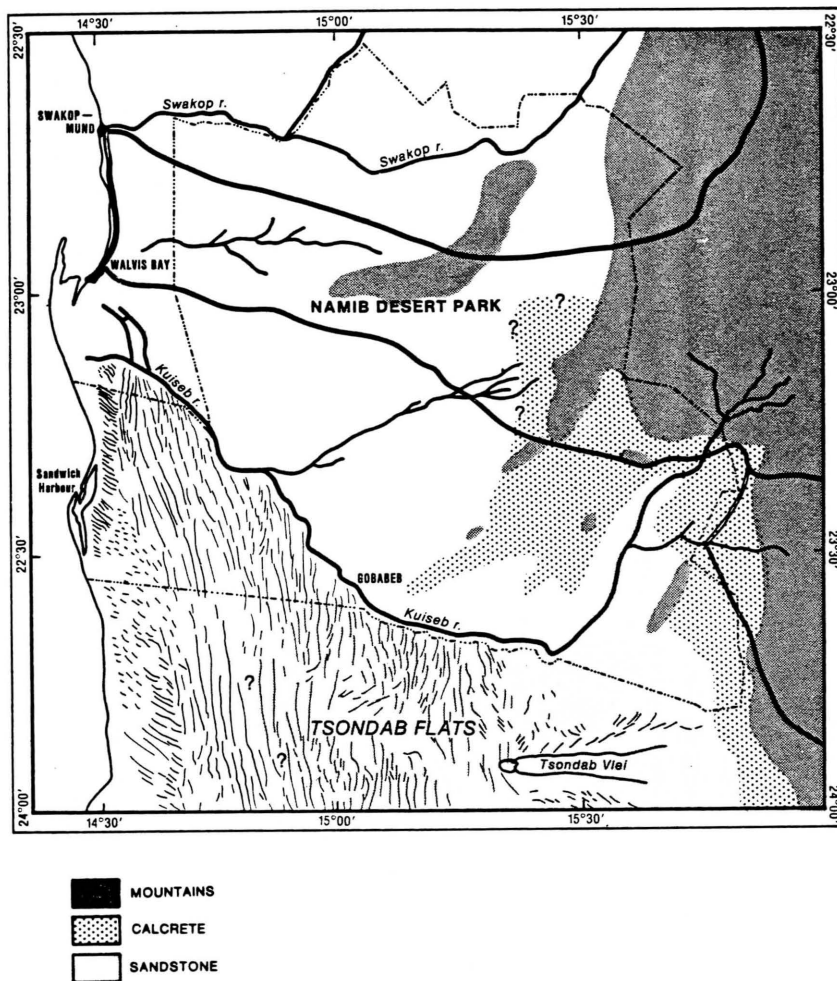 14°30' 15°00' 15°30'
22°30' 22°30'
Swakop r.
SWAKOP—
MUND
Swakop r.
WALVIS BAY
23°00' 23°00'
NAMIB DESERT PARK
?
?
Kuiseb r.
?
Sandwich
Harbour
22°30' 23°30'
GOBABEB
Kuiseb r.
?
TSONDAB FLATS
?
Tsondab Vlei
24°00' 24°00'
14°30' 15°00' 15°30'
MOUNTAINS
CALCRETE
SANDSTONE